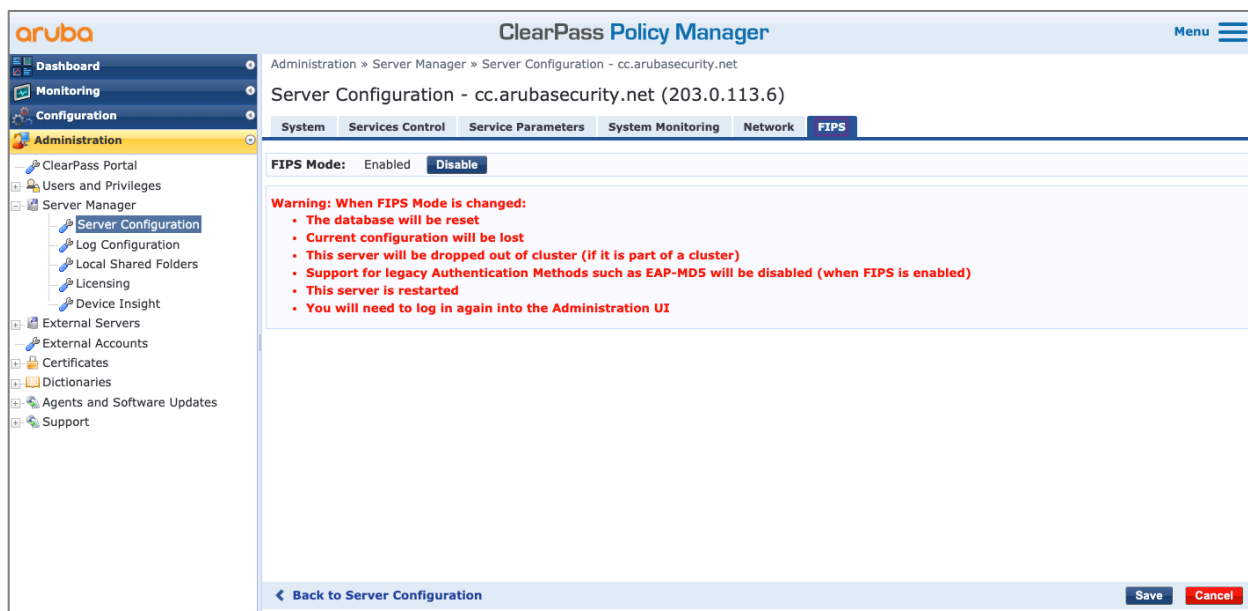 aruba
ClearPass Policy Manager
Menu
Dashboard
Monitoring
Configuration
Administration
ClearPass Portal
Users and Privileges
Server Manager
Server Configuration
Log Configuration
Local Shared Folders
Licensing
Device Insight
External Servers
External Accounts
Certificates
Dictionaries
Agents and Software Updates
Support
Administration » Server Manager » Server Configuration - cc.arubasecurity.net
Server Configuration - cc.arubasecurity.net (203.0.113.6)
System Services Control Service Parameters System Monitoring Network FIPS
FIPS Mode: Enabled Disable
Warning: When FIPS Mode is changed:
• The database will be reset
• Current configuration will be lost
• This server will be dropped out of cluster (if it is part of a cluster)
• Support for legacy Authentication Methods such as EAP-MD5 will be disabled (when FIPS is enabled)
• This server is restarted
• You will need to log in again into the Administration UI
Back to Server Configuration Save Cancel